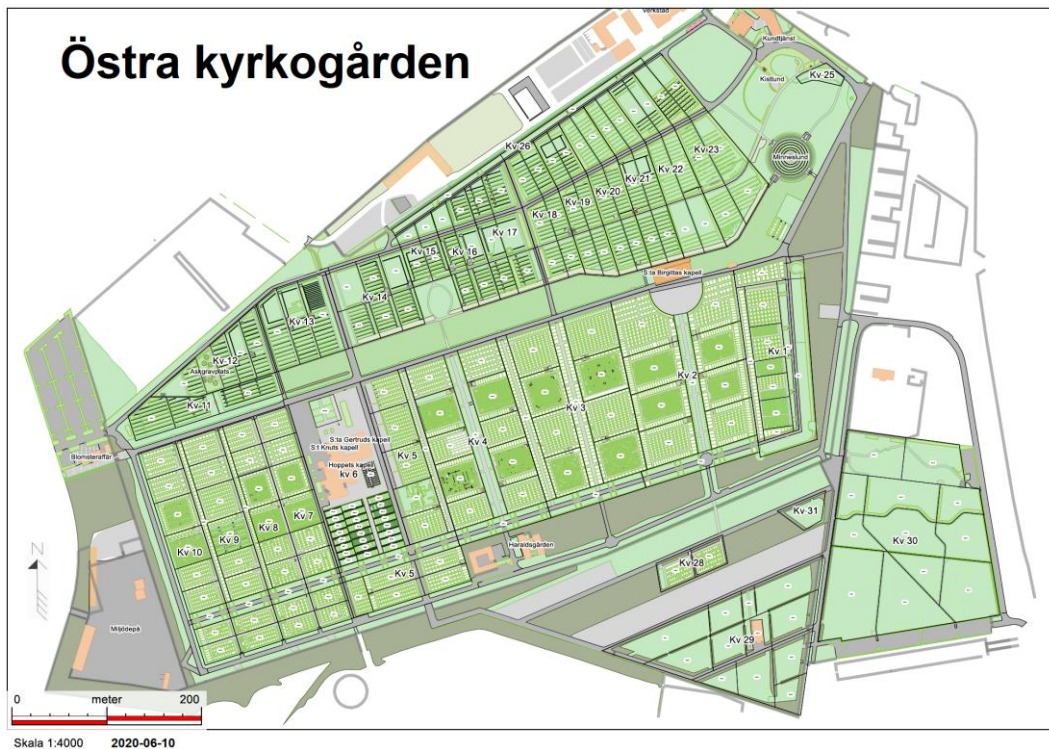 Östra kyrkogården
Verkstad
Kundtjänst
Kistlund
Kv 25
Minneslund
Kv 26
Kv 23
Kv 22
Kv 21
Kv 20
Kv 19
Kv 18
Kv 17
Kv 16
Kv 15
Kv 14
Kv 13
Kv 12
Askgravplats
Kv 11
S:ta Birgittas kapell
Kv 1
Kv 2
Kv 3
Kv 4
Kv 5
S:ta Gertruds kapell
S:t Knuts kapell
Hoppets kapell
kv 6
Blomsteraffär
Kv 7
Kv 8
Kv 9
Kv 10
Kv 31
Kv 30
Haraldsgården
Kv 28
Kv 5
Kv 29
N
Miljödepå
0 meter 200
Skala 1:4000 2020-06-10